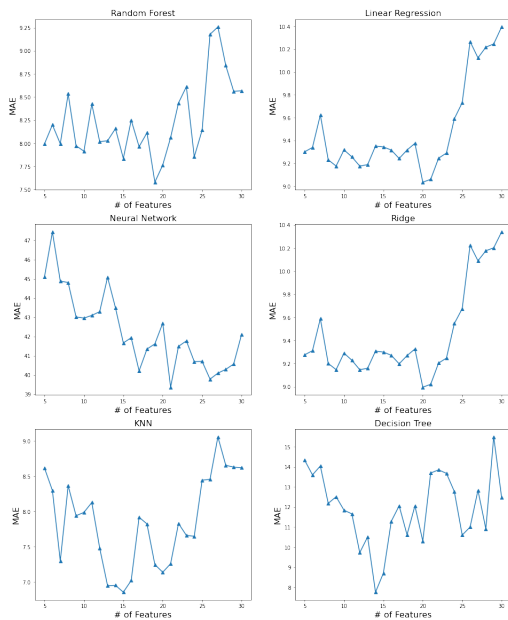 Random Forest
9.25
9.00
8.75
8.50
8.25
8.00
7.75
7.50
MAE
5 10 15 20 25 30
# of Features
Linear Regression
10.4
10.2
10.0
9.8
9.6
9.4
9.2
9.0
MAE
5 10 15 20 25 30
# of Features
Neural Network
47
46
45
44
43
42
41
40
39
MAE
5 10 15 20 25 30
# of Features
Ridge
10.4
10.2
10.0
9.8
9.6
9.4
9.2
9.0
MAE
5 10 15 20 25 30
# of Features
KNN
9.0
8.5
8.0
7.5
7.0
MAE
5 10 15 20 25 30
# of Features
Decision Tree
15
14
13
12
11
10
9
8
MAE
5 10 15 20 25 30
# of Features